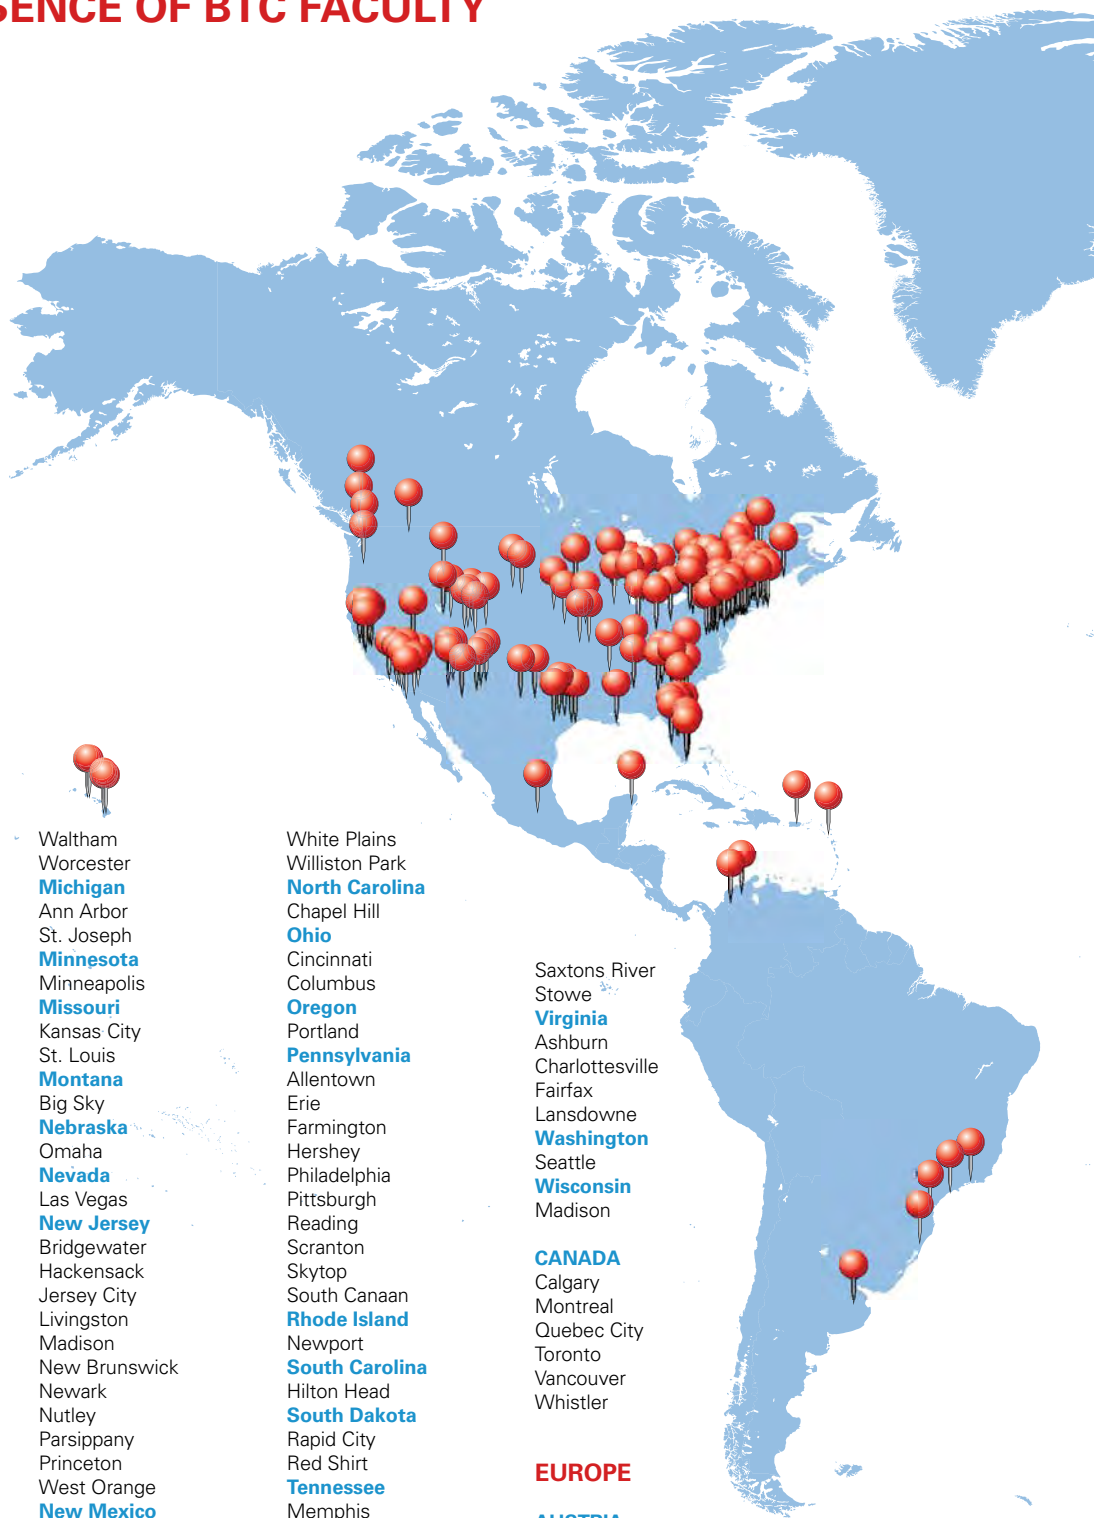 SENCE OF BTC FACULTY
Waltham
Worcester
Michigan
Ann Arbor
St. Joseph
Minnesota
Minneapolis
Missouri
Kansas City
St. Louis
Montana
Big Sky
Nebraska
Omaha
Nevada
Las Vegas
New Jersey
Bridgewater
Hackensack
Jersey City
Livingston
Madison
New Brunswick
Newark
Nutley
Parsippany
Princeton
West Orange
New Mexico
White Plains
Williston Park
North Carolina
Chapel Hill
Ohio
Cincinnati
Columbus
Oregon
Portland
Pennsylvania
Allentown
Erie
Farmington
Hershey
Philadelphia
Pittsburgh
Reading
Scranton
Skytop
South Canaan
Rhode Island
Newport
South Carolina
Hilton Head
South Dakota
Rapid City
Red Shirt
Tennessee
Memphis
Saxtons River
Stowe
Virginia
Ashburn
Charlottesville
Fairfax
Lansdowne
Washington
Seattle
Wisconsin
Madison
CANADA
Calgary
Montreal
Quebec City
Toronto
Vancouver
Whistler
EUROPE
AUSTRIA